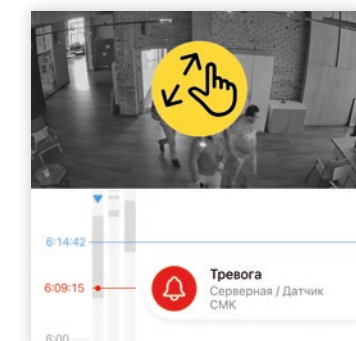 6:14:42
6:09:15
Тревога
Серверная / Датчик
СМК
6:00